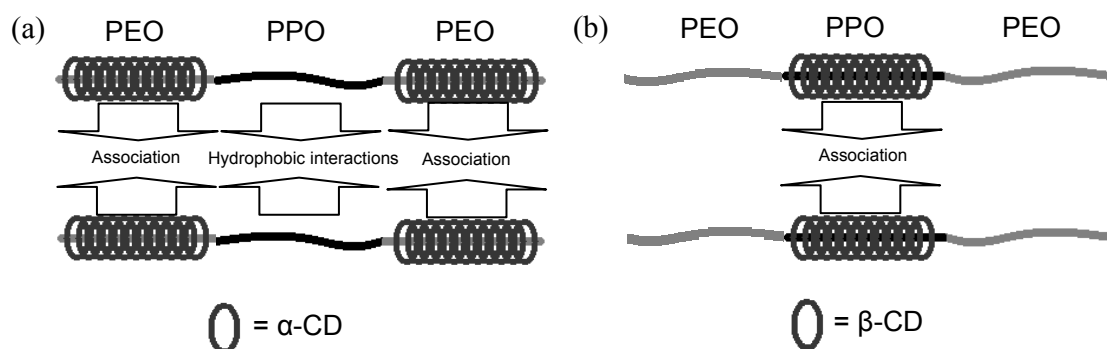 (a) PEO PPO PEO
Association Hydrophobic interactions Association
= α-CD
(b) PEO PPO PEO
Association
= β-CD